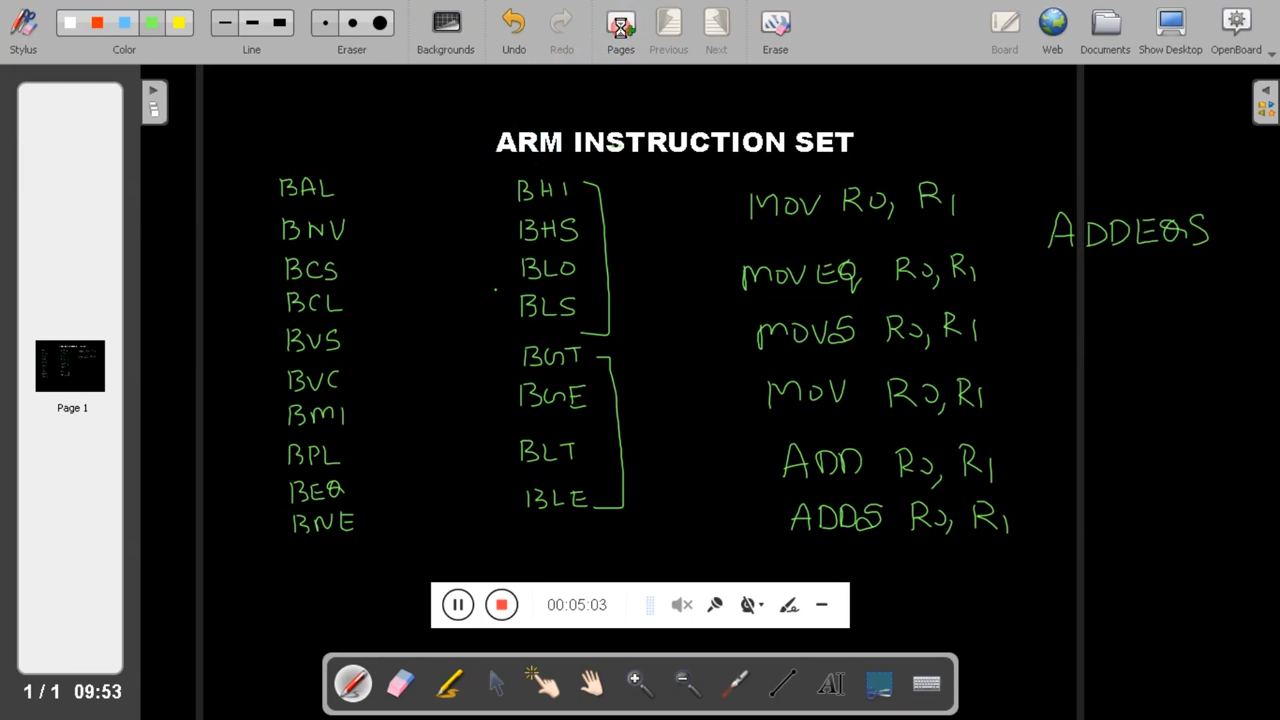 Stylus
Color
Line
Eraser
Backgrounds
Undo
Redo
Pages
Previous
Next
Erase
Board
Web
Documents
Show Desktop
OpenBoard
ARM INSTRUCTION SET
BAL
BNV
BCS
BCL
BVS
BVC
BMI
BPL
BEQ
BNE
BHI
BHS
BLO
BLS
BGT
BGE
BLT
BLE
MOV R0, R1
MOVEQ R0, R1
MOVS R0, R1
MOV R0, R1
ADD R0, R1
ADDS R0, R1
ADDEQS
Page 1
00:05:03
1 / 1 09:53
AI